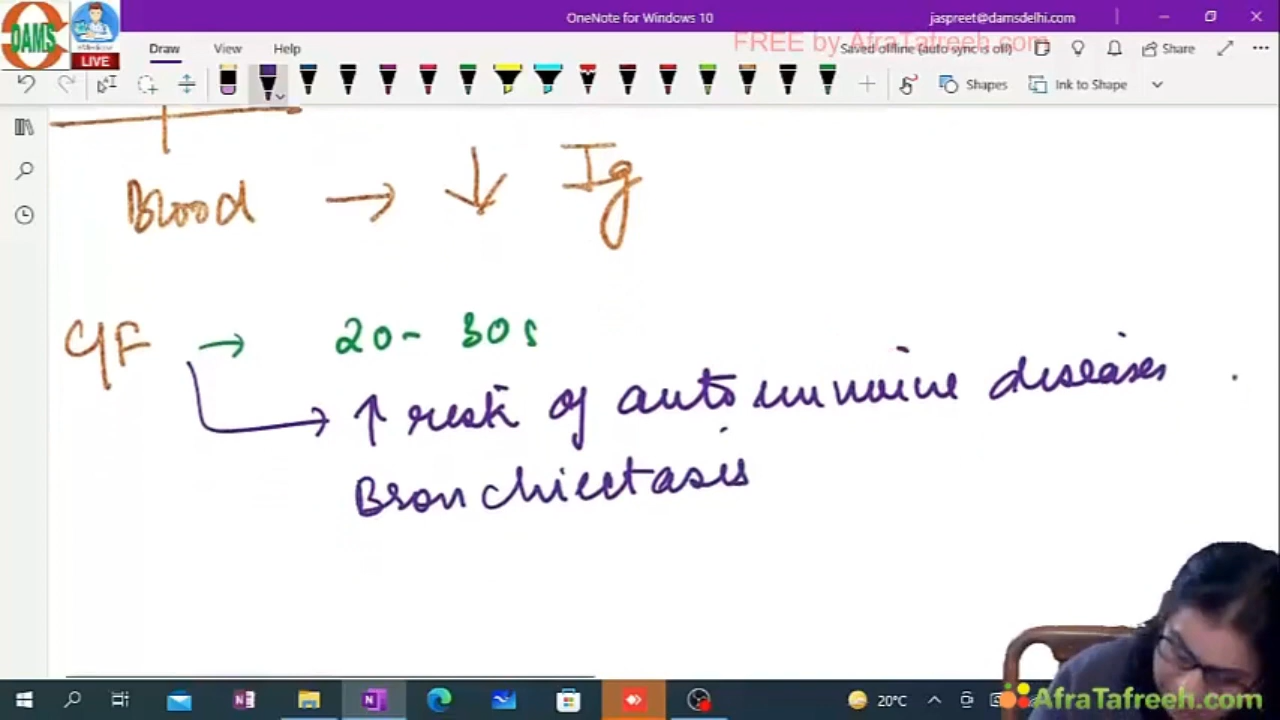 DAMS
eMedicoz
LIVE
OneNote for Windows 10
jaspreet@damsdelhi.com
FREE by AfraTafreeh.com
Draw View Help
Saved offline (auto sync is off)
Share
Shapes
Ink to Shape
Blood → ↓ Ig
C/F → 20-30s
↑ risk of autoimmune diseases
Bronchiectasis
20°C
AfraTafreeh.com